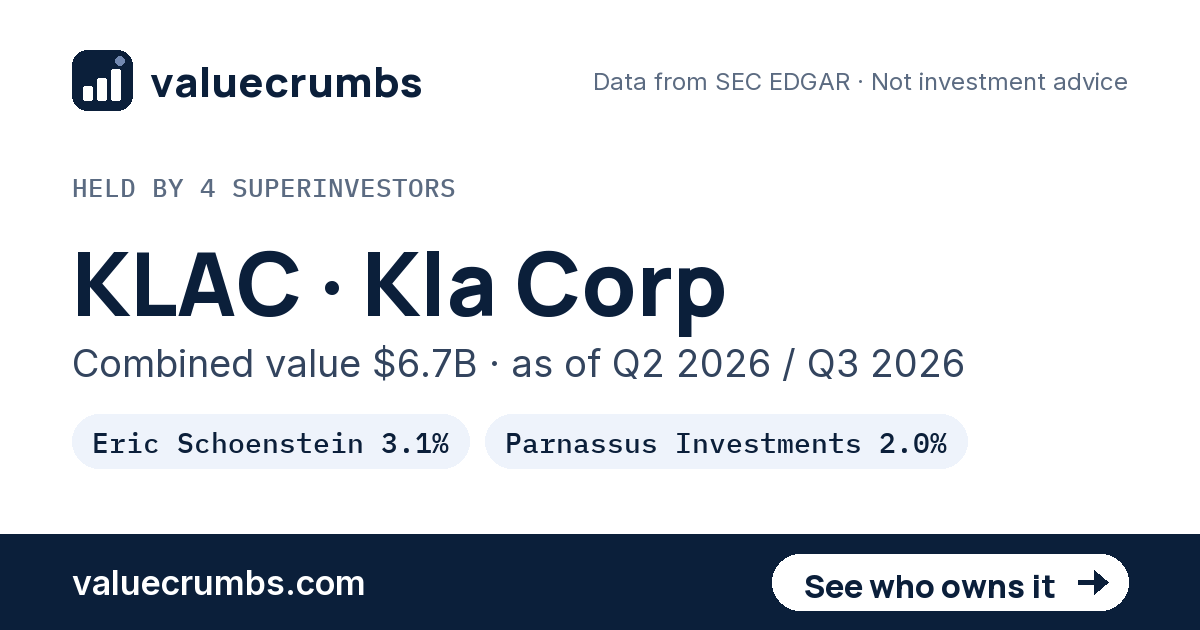 valuecrumbs
Data from SEC EDGAR · Not investment advice
HELD BY 4 SUPERINVESTORS
KLAC · Kla Corp
Combined value $6.7B · as of Q2 2026 / Q3 2026
Eric Schoenstein 3.1%
Parnassus Investments 2.0%
valuecrumbs.com
See who owns it →